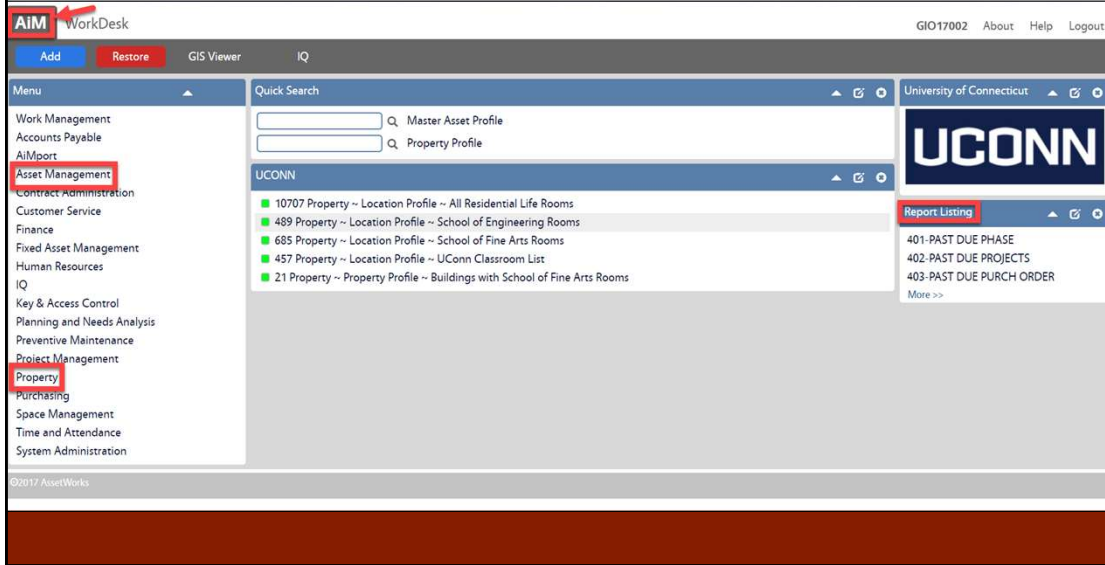 AiM WorkDesk
GIO17002 About Help Logout
Add Restore GIS Viewer IQ
Menu
Work Management
Accounts Payable
AiMport
Asset Management
Contract Administration
Customer Service
Finance
Fixed Asset Management
Human Resources
IQ
Key & Access Control
Planning and Needs Analysis
Preventive Maintenance
Project Management
Property
Purchasing
Space Management
Time and Attendance
System Administration
Quick Search
Master Asset Profile
Property Profile
UCONN
10707 Property ~ Location Profile ~ All Residential Life Rooms
489 Property ~ Location Profile ~ School of Engineering Rooms
685 Property ~ Location Profile ~ School of Fine Arts Rooms
457 Property ~ Location Profile ~ UConn Classroom List
21 Property ~ Property Profile ~ Buildings with School of Fine Arts Rooms
University of Connecticut
UCONN
Report Listing
401-PAST DUE PHASE
402-PAST DUE PROJECTS
403-PAST DUE PURCH ORDER
More >>
©2017 AssetWorks